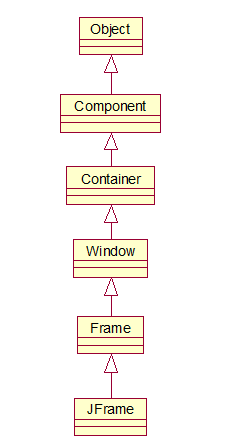 Object
Component
Container
Window
Frame
JFrame